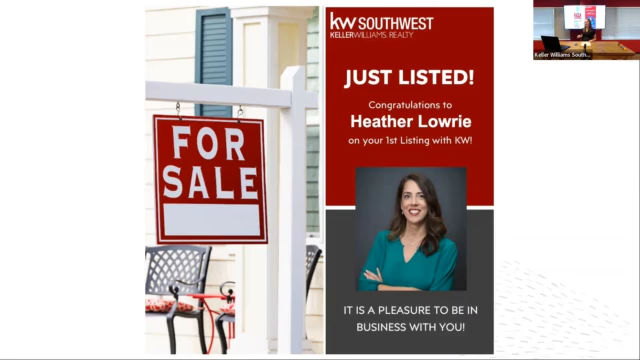 FOR
SALE
kw SOUTHWEST
KELLERWILLIAMS. REALTY
JUST LISTED!
Congratulations to
Heather Lowrie
on your 1st Listing with KW!
IT IS A PLEASURE TO BE IN
BUSINESS WITH YOU!
Keller Williams South...